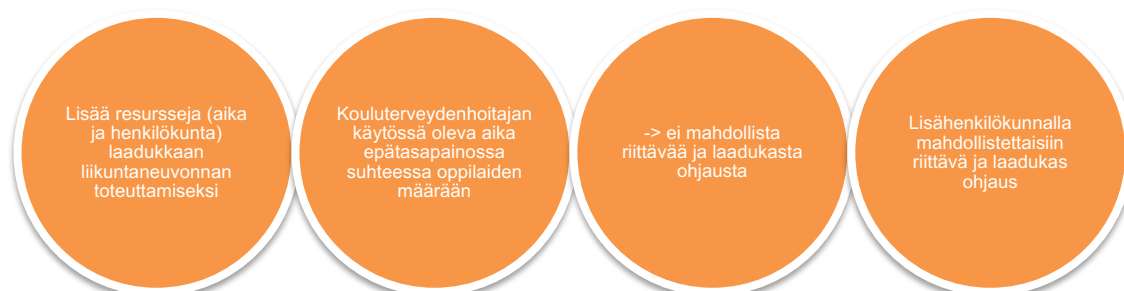 Lisää resursseja (aika
ja henkilökunta)
laadukkaan
liikuntaneuvonnan
toteuttamiseksi
Kouluterveydenhoitajan
käytössä oleva aika
epätasapainossa
suhteessa oppilaiden
määrään
-> ei mahdollista
riittävää ja laadukasta
ohjausta
Lisähenkilökunnalla
mahdollistettaisiin
riittävä ja laadukas
ohjaus